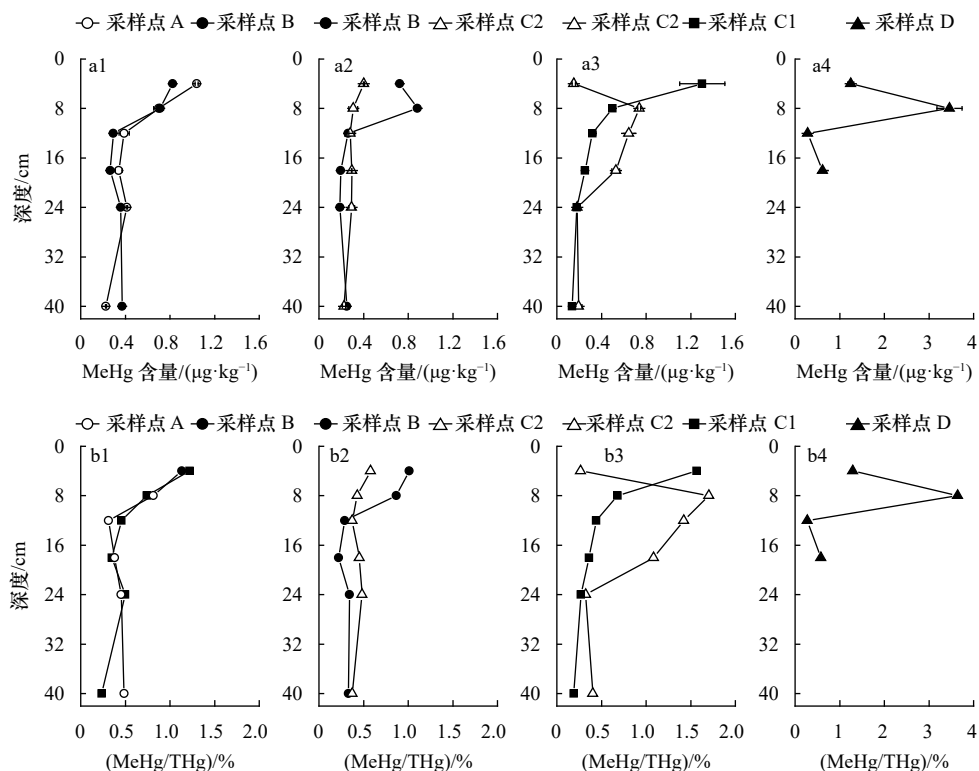 采样点 A 采样点 B 采样点 B 采样点 C2 采样点 C2 采样点 C1 采样点 D
a1 a2 a3 a4
0
8
16
24
32
40
深度/cm
0 0.4 0.8 1.2 1.6 0 0.4 0.8 1.2 1.6 0 0.4 0.8 1.2 1.6 0 1 2 3 4
MeHg 含量/(μg·kg⁻¹) MeHg 含量/(μg·kg⁻¹) MeHg 含量/(μg·kg⁻¹) MeHg 含量/(μg·kg⁻¹)
采样点 A 采样点 B 采样点 B 采样点 C2 采样点 C2 采样点 C1 采样点 D
b1 b2 b3 b4
0
8
16
24
32
40
深度/cm
0 0.5 1.0 1.6 2.0 0 0.5 1.0 1.6 2.0 0 0.5 1.0 1.5 2.0 0 1 2 3 4
(MeHg/THg)/% (MeHg/THg)/% (MeHg/THg)/% (MeHg/THg)/%